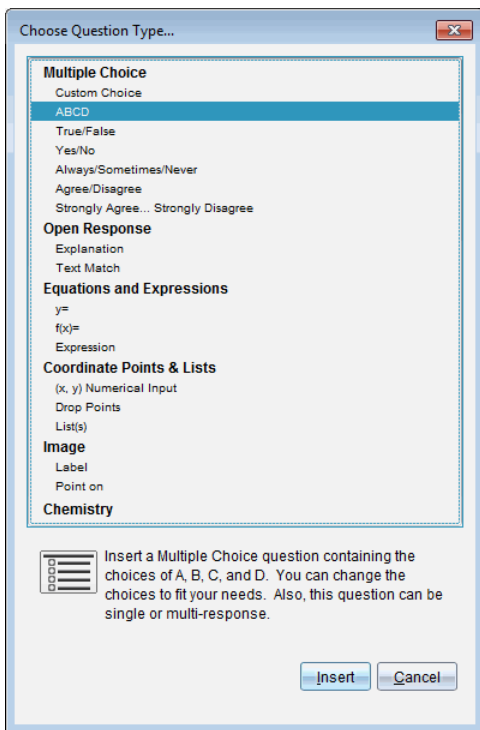 Choose Question Type...
Multiple Choice
Custom Choice
ABCD
True/False
Yes/No
Always/Sometimes/Never
Agree/Disagree
Strongly Agree... Strongly Disagree
Open Response
Explanation
Text Match
Equations and Expressions
y=
f(x)=
Expression
Coordinate Points & Lists
(x, y) Numerical Input
Drop Points
List(s)
Image
Label
Point on
Chemistry
Insert a Multiple Choice question containing the
choices of A, B, C, and D.  You can change the
choices to fit your needs.  Also, this question can be
single or multi-response.
Insert Cancel